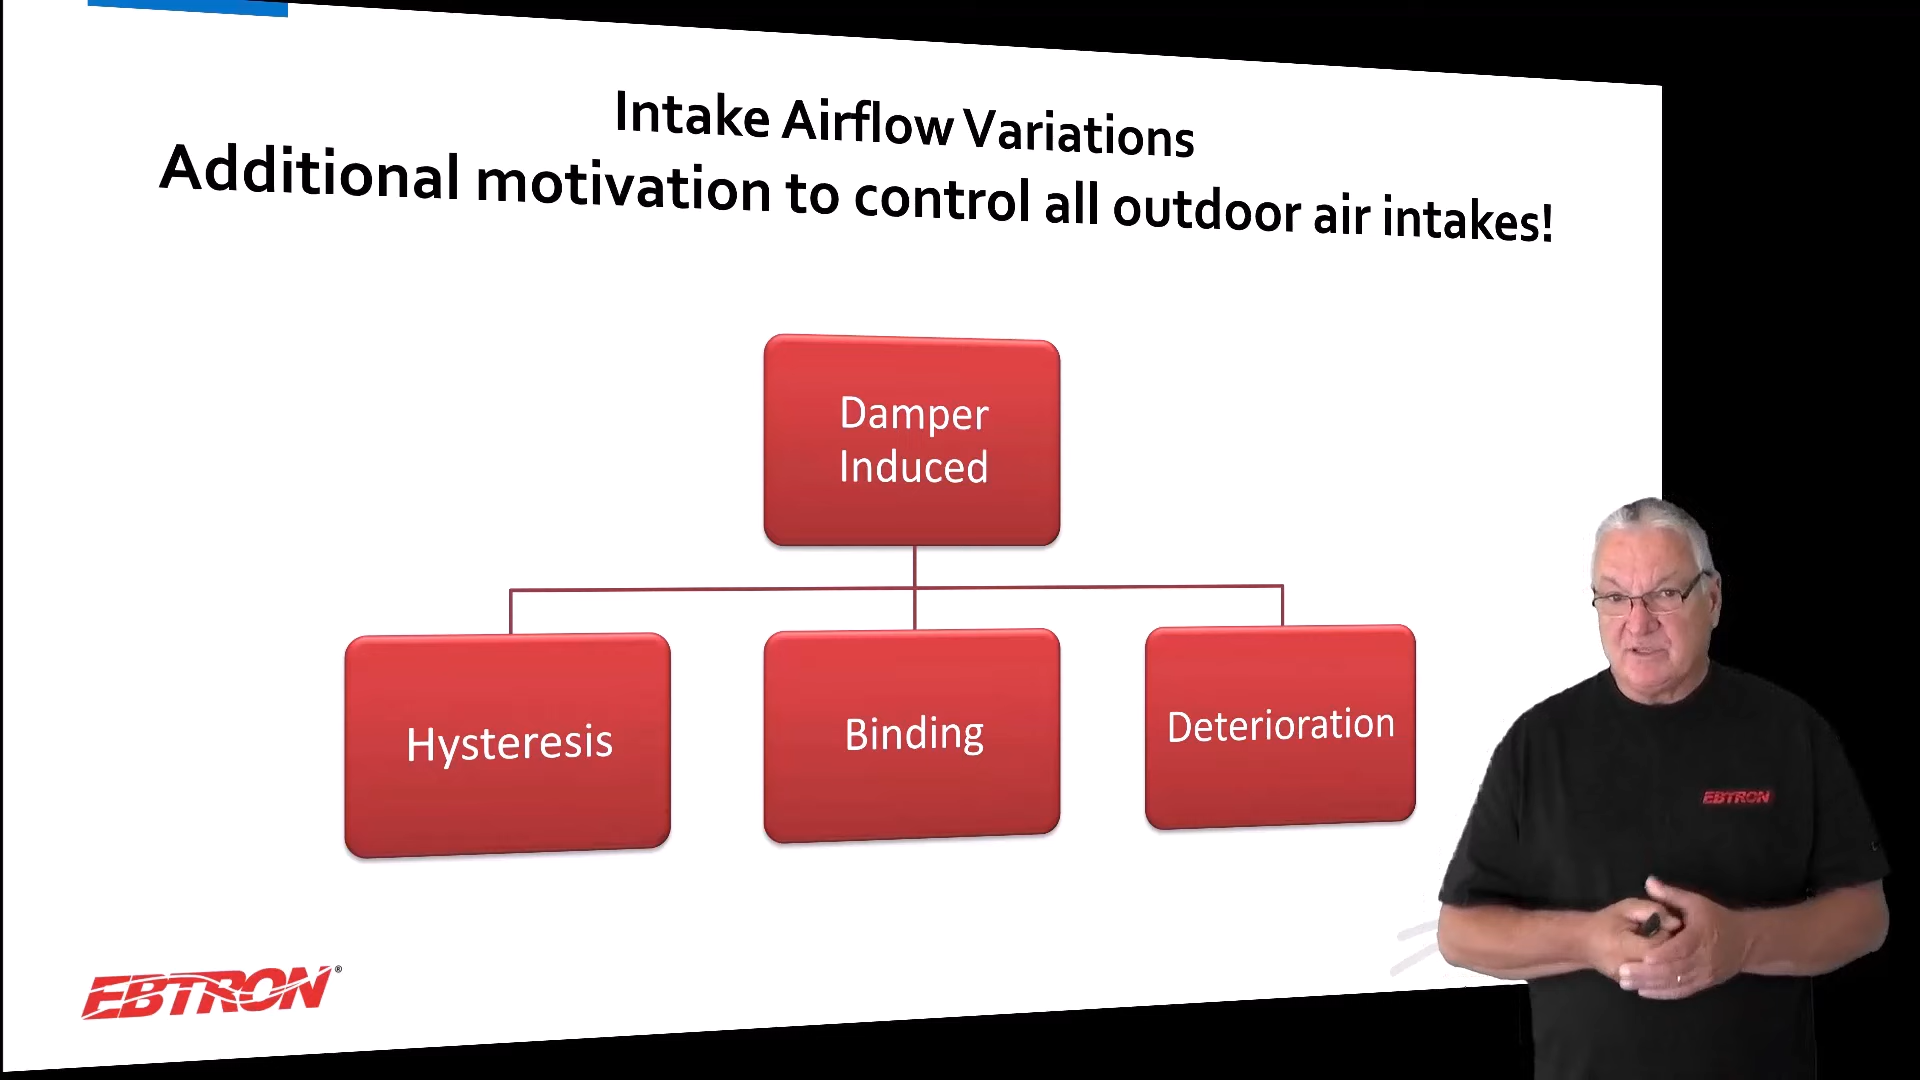 Intake Airflow Variations
Additional motivation to control all outdoor air intakes!
Damper
Induced
Hysteresis
Binding
Deterioration
EBTRON
EBTRON®